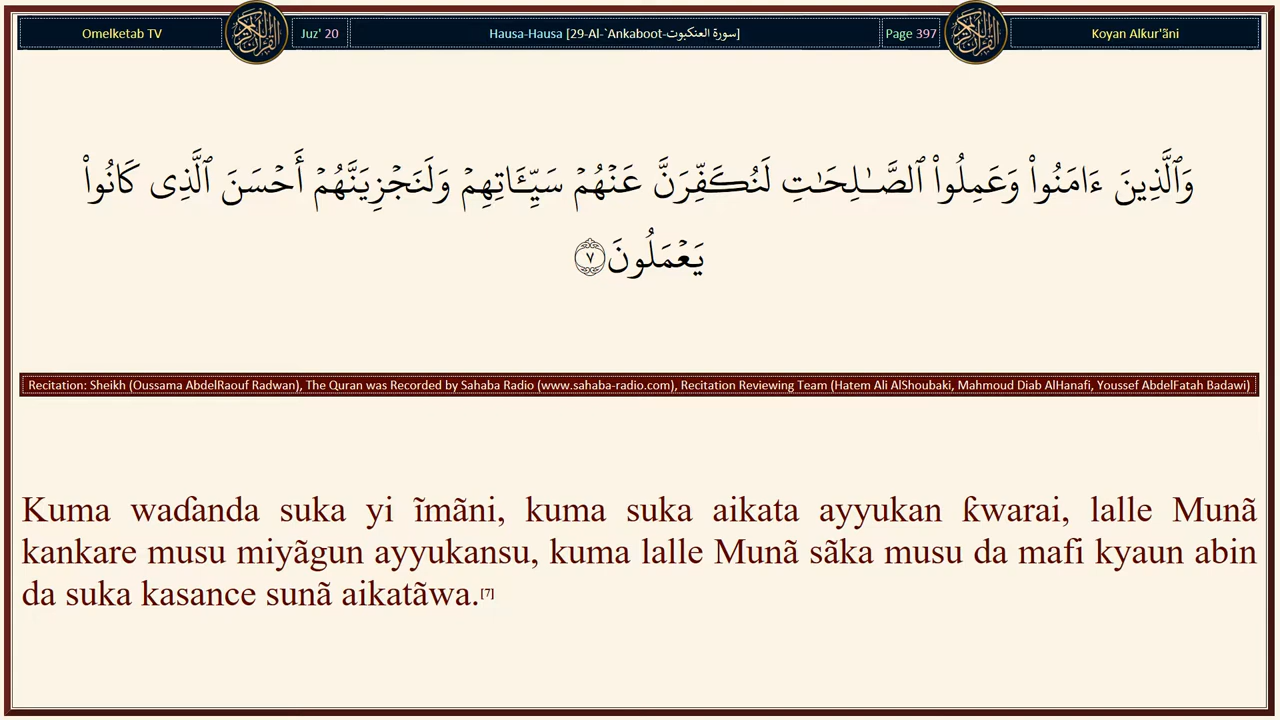 Omelketab TV
Juz' 20
Hausa-Hausa [29-Al-`Ankaboot-سورة العنكبوت]
Page 397
Koyan Alƙur'ãni
وَٱلَّذِينَ ءَامَنُوا۟ وَعَمِلُوا۟ ٱلصَّـٰلِحَـٰتِ لَنُكَفِّرَنَّ عَنْهُمْ سَيِّـَٔاتِهِمْ وَلَنَجْزِيَنَّهُمْ أَحْسَنَ ٱلَّذِى كَانُوا۟
يَعْمَلُونَ ٧
Recitation: Sheikh (Oussama AbdelRaouf Radwan), The Quran was Recorded by Sahaba Radio (www.sahaba-radio.com), Recitation Reviewing Team (Hatem Ali AlShoubaki, Mahmoud Diab AlHanafi, Youssef AbdelFatah Badawi)
Kuma waɗanda suka yi ĩmãni, kuma suka aikata ayyukan ƙwarai, lalle Munã
kankare musu miyãgun ayyukansu, kuma lalle Munã sãka musu da mafi kyaun abin
da suka kasance sunã aikatãwa.[7]